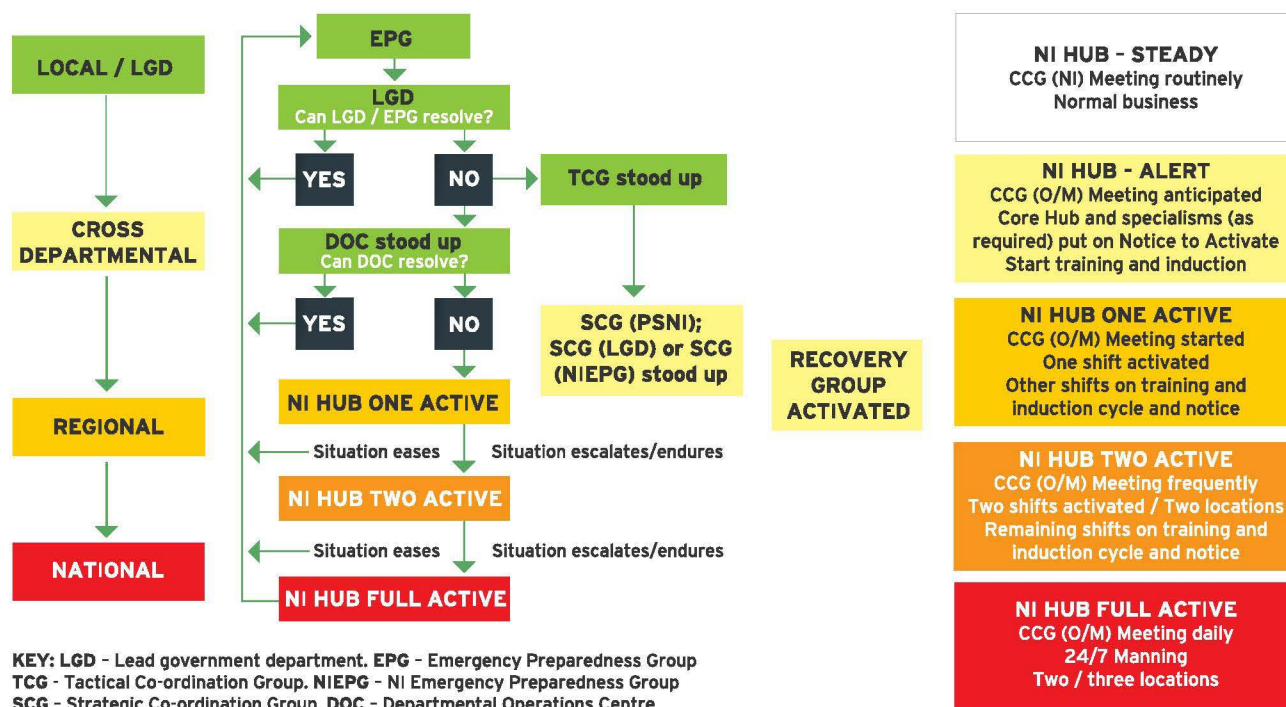 LOCAL / LGD
CROSS
DEPARTMENTAL
REGIONAL
NATIONAL
EPG
LGD
Can LGD / EPG resolve?
YES
NO
TCG stood up
DOC stood up
Can DOC resolve?
YES
NO
SCG (PSNI);
SCG (LGD) or SCG
(NIEPG) stood up
RECOVERY
GROUP
ACTIVATED
NI HUB ONE ACTIVE
Situation eases
Situation escalates/endures
NI HUB TWO ACTIVE
Situation eases
Situation escalates/endures
NI HUB FULL ACTIVE
NI HUB - STEADY
CCG (NI) Meeting routinely
Normal business
NI HUB - ALERT
CCG (O/M) Meeting anticipated
Core Hub and specialisms (as
required) put on Notice to Activate
Start training and induction
NI HUB ONE ACTIVE
CCG (O/M) Meeting started
One shift activated
Other shifts on training and
induction cycle and notice
NI HUB TWO ACTIVE
CCG (O/M) Meeting frequently
Two shifts activated / Two locations
Remaining shifts on training and
induction cycle and notice
NI HUB FULL ACTIVE
CCG (O/M) Meeting daily
24/7 Manning
Two / three locations
KEY: LGD - Lead government department. EPG - Emergency Preparedness Group
TCG - Tactical Co-ordination Group. NIEPG - NI Emergency Preparedness Group
SCG - Strategic Co-ordination Group. DOC - Departmental Operations Centre